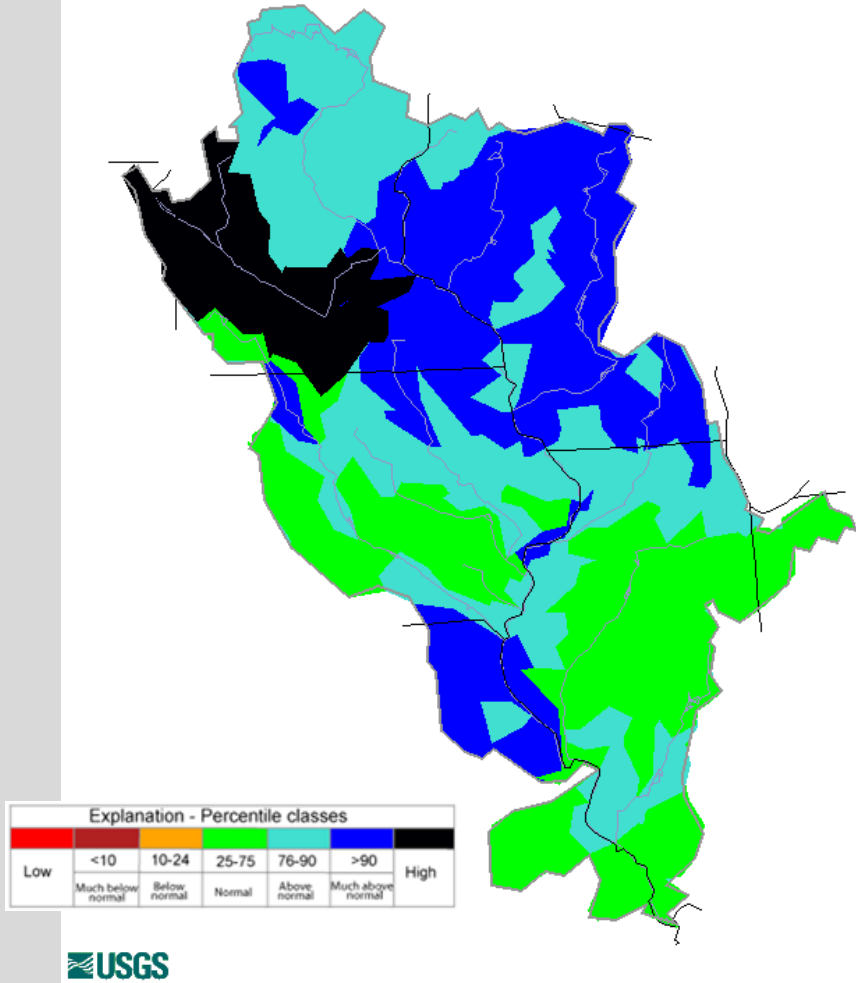 Explanation - Percentile classes
Low <10 10-24 25-75 76-90 >90 High
Much below normal Below normal Normal Above normal Much above normal
USGS